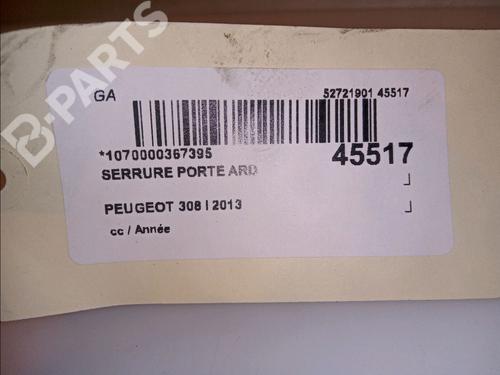 GA
52721901 45517
*1070000367395
45517
SERRURE PORTE ARD
PEUGEOT 308 I 2013
cc / Année
B-PARTS